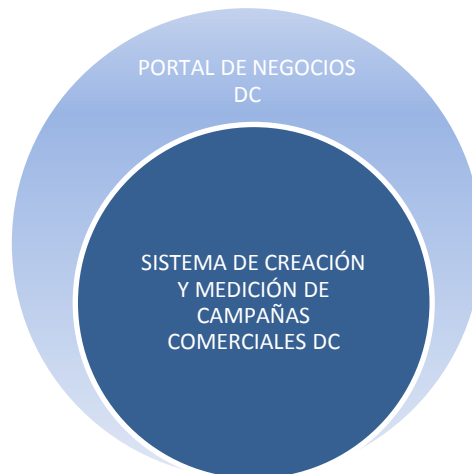 PORTAL DE NEGOCIOS
DC
SISTEMA DE CREACIÓN
Y MEDICIÓN DE
CAMPAÑAS
COMERCIALES DC